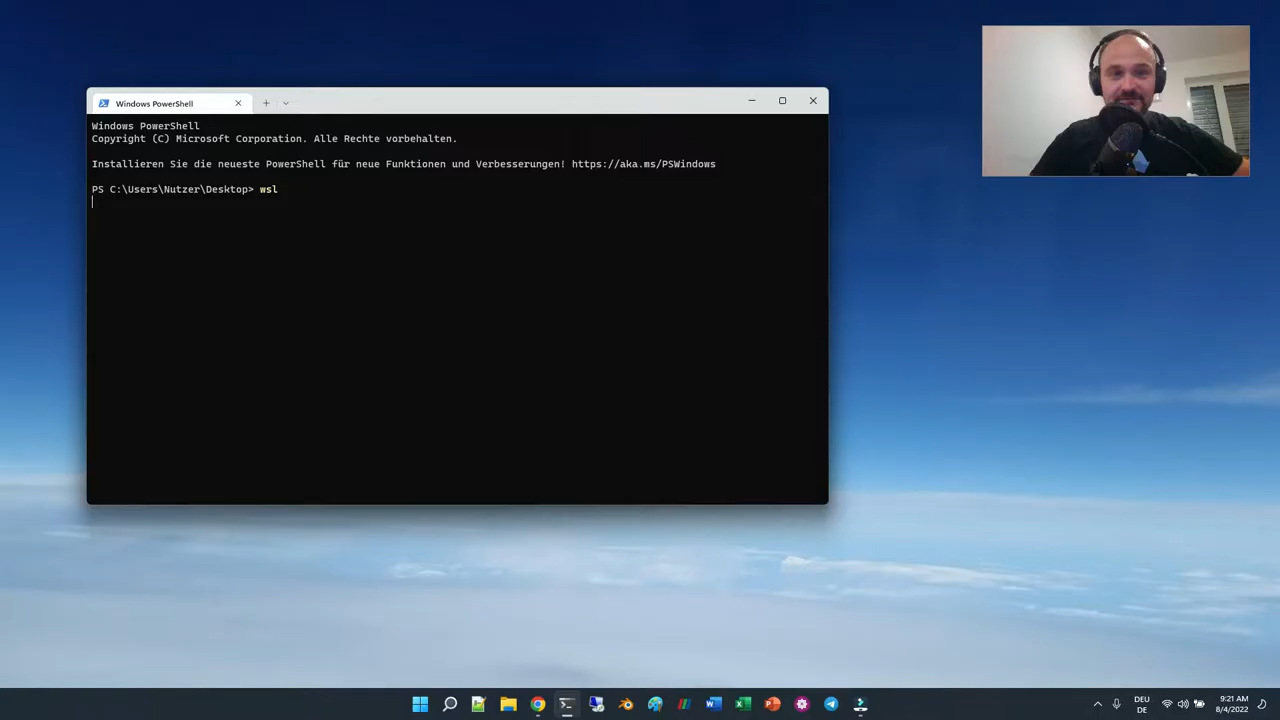 Windows PowerShell
Windows PowerShell
Copyright (C) Microsoft Corporation. Alle Rechte vorbehalten.
Installieren Sie die neueste PowerShell für neue Funktionen und Verbesserungen! https://aka.ms/PSWindows
PS C:\Users\Nutzer\Desktop> wsl
DEU
DE
9:21 AM
8/4/2022